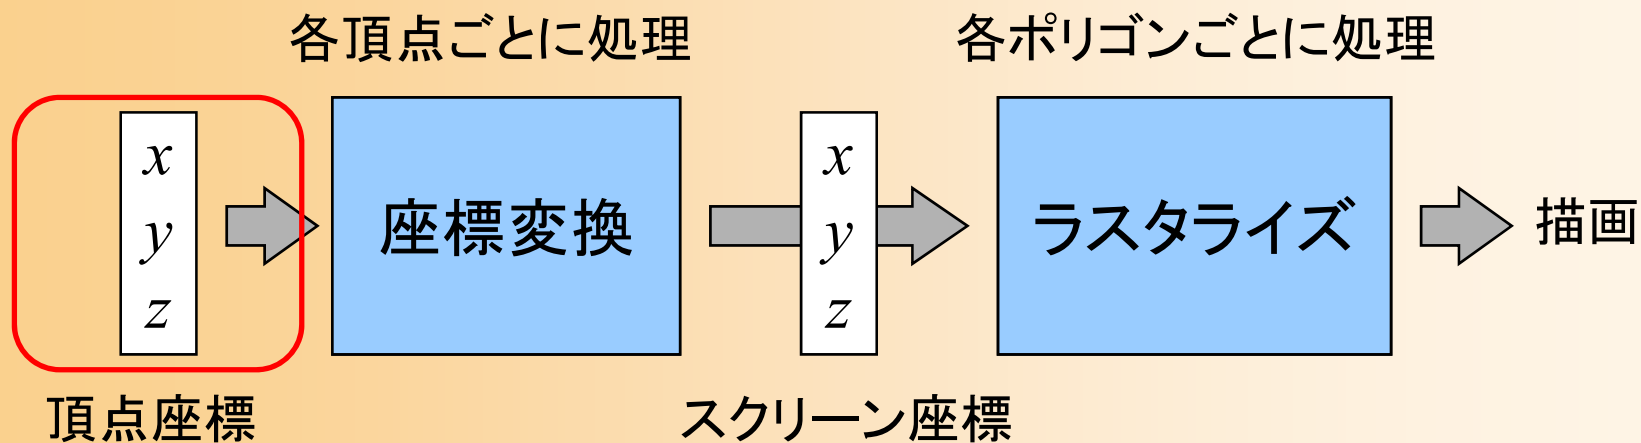 各頂点ごとに処理
各ポリゴンごとに処理
x
y
z
座標変換
x
y
z
ラスタライズ
描画
頂点座標
スクリーン座標